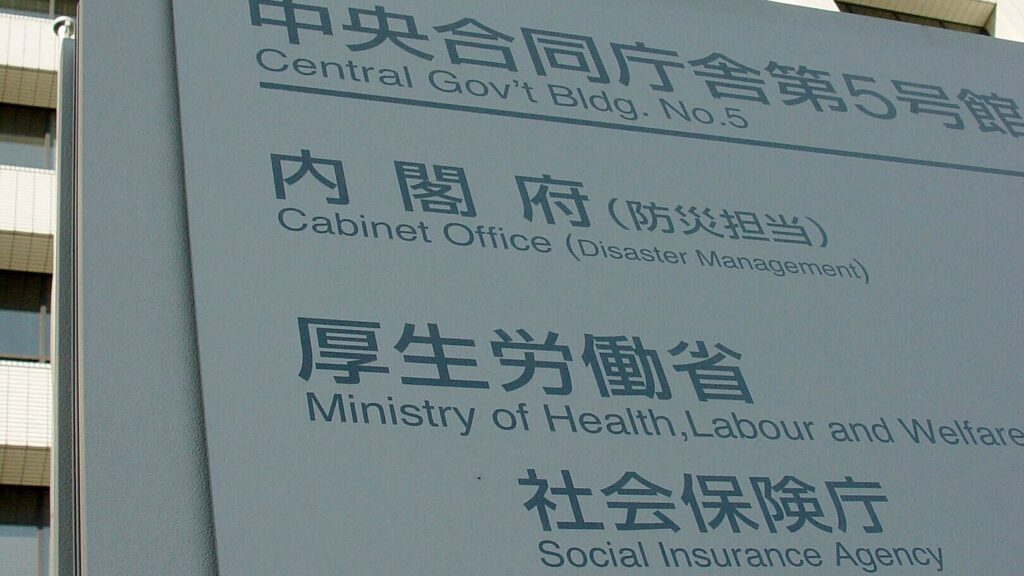 中央合同庁舎第5号館
Central Gov't Bldg. No.5
内閣府(防災担当)
Cabinet Office (Disaster Management)
厚生労働省
Ministry of Health,Labour and Welfare
社会保険庁
Social Insurance Agency